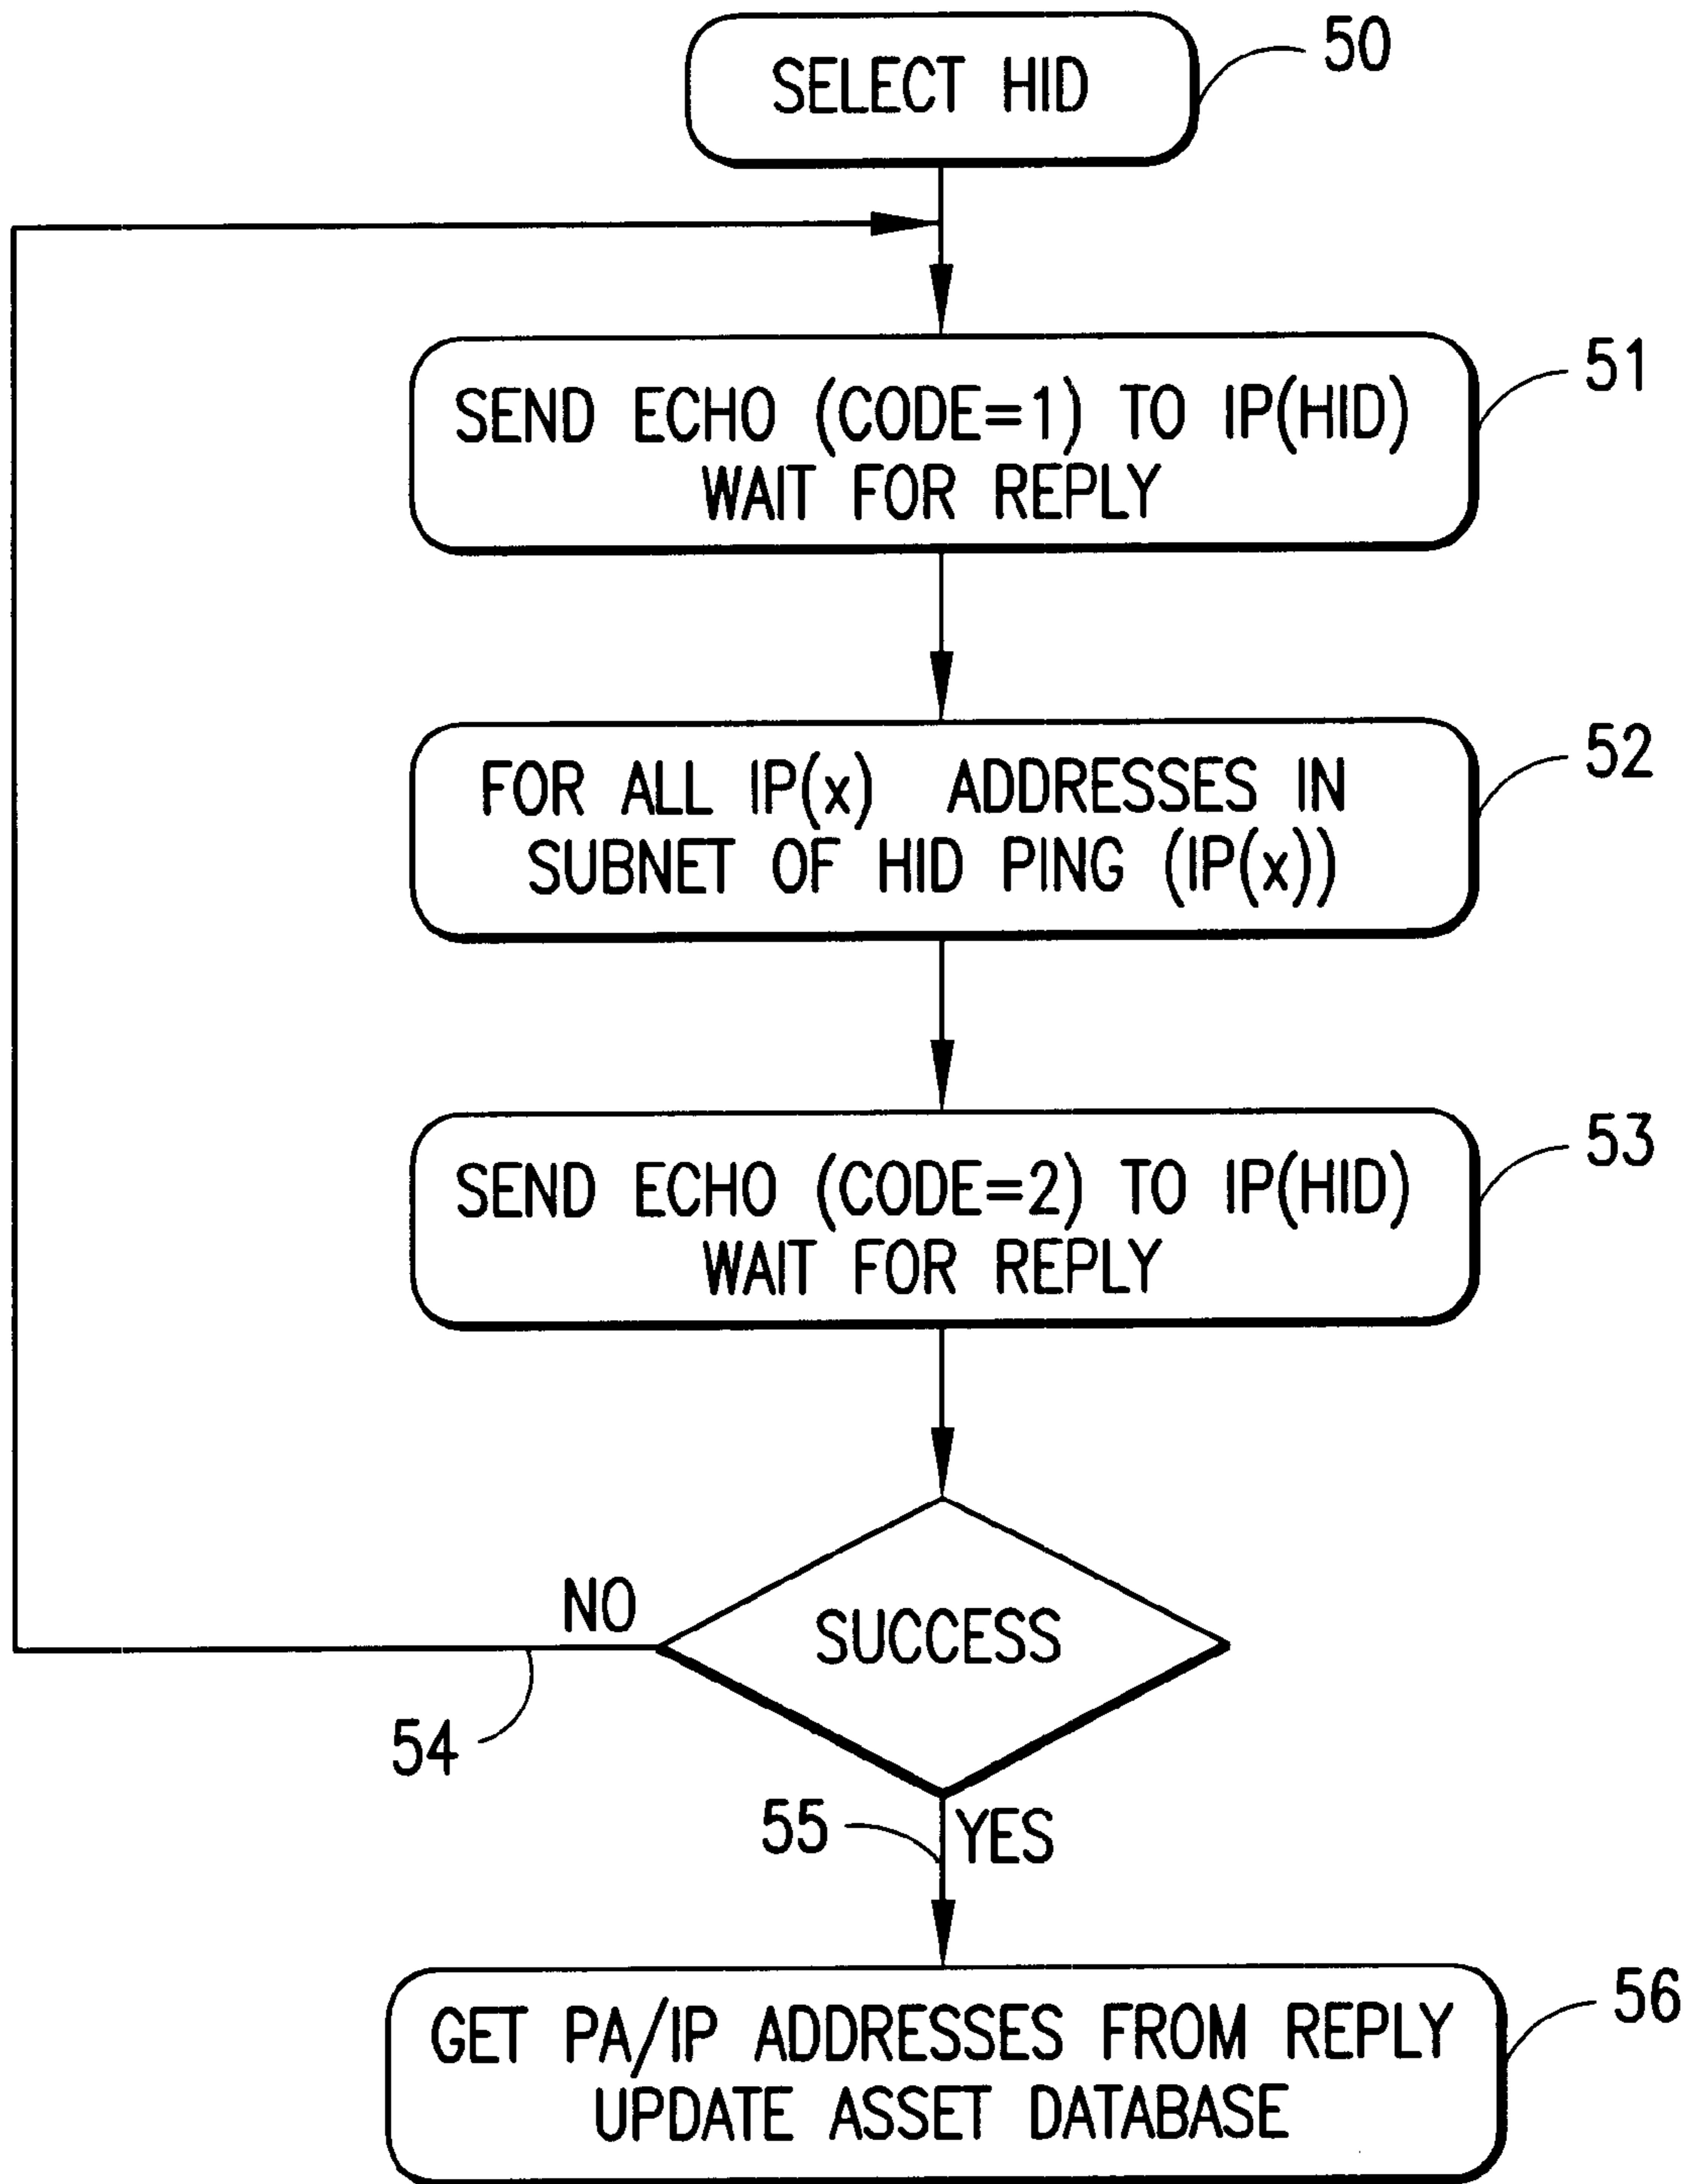 SELECT HID
50
SEND ECHO (CODE=1) TO IP(HID)
WAIT FOR REPLY
51
FOR ALL IP(x) ADDRESSES IN
SUBNET OF HID PING (IP(x))
52
SEND ECHO (CODE=2) TO IP(HID)
WAIT FOR REPLY
53
SUCCESS
NO
54
55
YES
GET PA/IP ADDRESSES FROM REPLY
UPDATE ASSET DATABASE
56